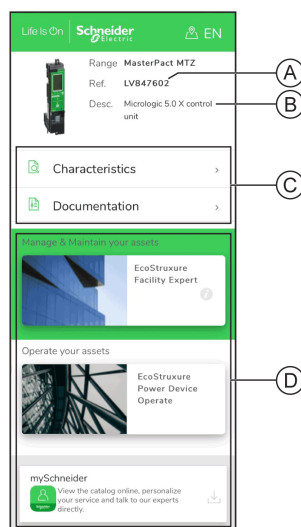 Life Is On Schneider Electric EN
Range MasterPact MTZ
Ref. LV847602
Desc. Micrologic 5.0 X control
unit
A
B
Characteristics
C
Documentation
Manage & Maintain your assets
EcoStruxure
Facility Expert
i
Operate your assets
EcoStruxure
Power Device
Operate
D
mySchneider
View the catalog online, personalize
your service and talk to our experts
directly.